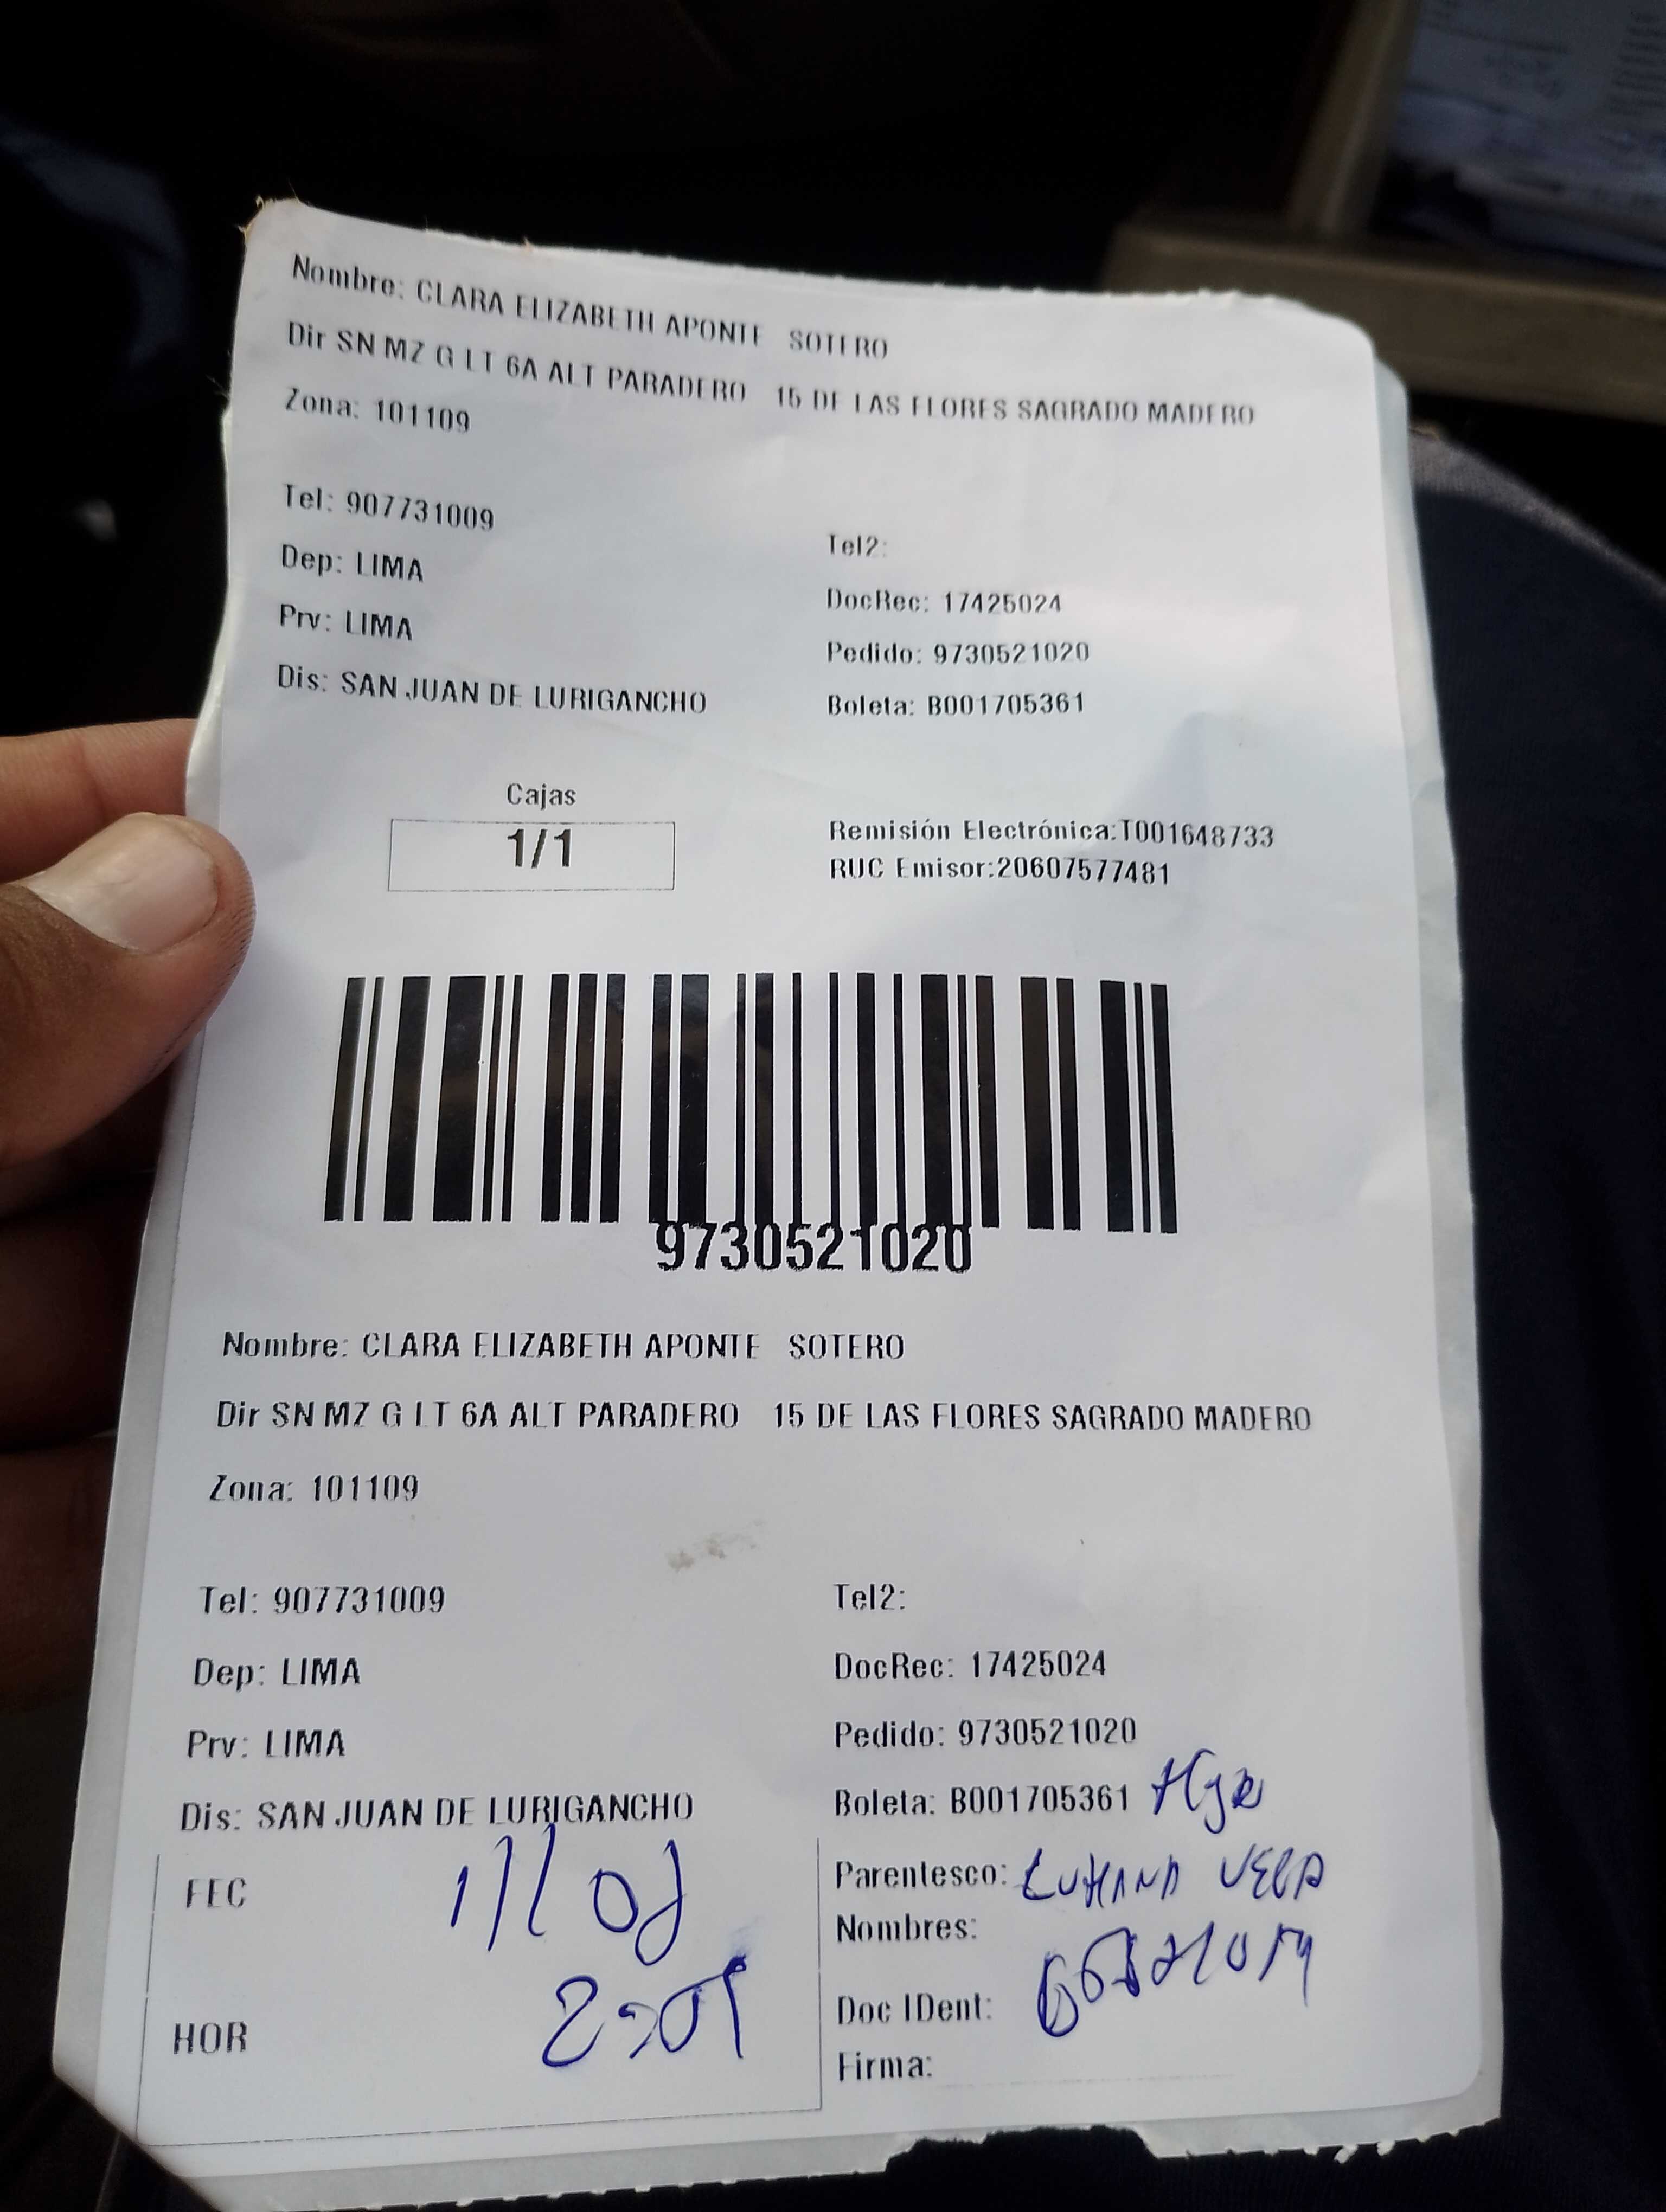 Nombre: CLARA ELIZABETH APONTE SOTERO
Dir SN MZ G LT 6A ALT PARADERO 15 DE LAS FLORES SAGRADO MADERO
Zona: 101109
Tel: 907731009
Tel2:
Dep: LIMA
DocRec: 17425024
Prv: LIMA
Pedido: 9730521020
Dis: SAN JUAN DE LURIGANCHO
Boleta: B001705361
Cajas
1/1
Remisión Electrónica:T001648733
RUC Emisor:20607577481
9730521020
Nombre: CLARA ELIZABETH APONTE SOTERO
Dir SN MZ G LT 6A ALT PARADERO 15 DE LAS FLORES SAGRADO MADERO
Zona: 101109
Tel: 907731009
Tel2:
Dep: LIMA
DocRec: 17425024
Prv: LIMA
Pedido: 9730521020
Dis: SAN JUAN DE LURIGANCHO
Boleta: B001705361
FEC
Parentesco:
Nombres:
HOR
Doc IDent:
Firma: